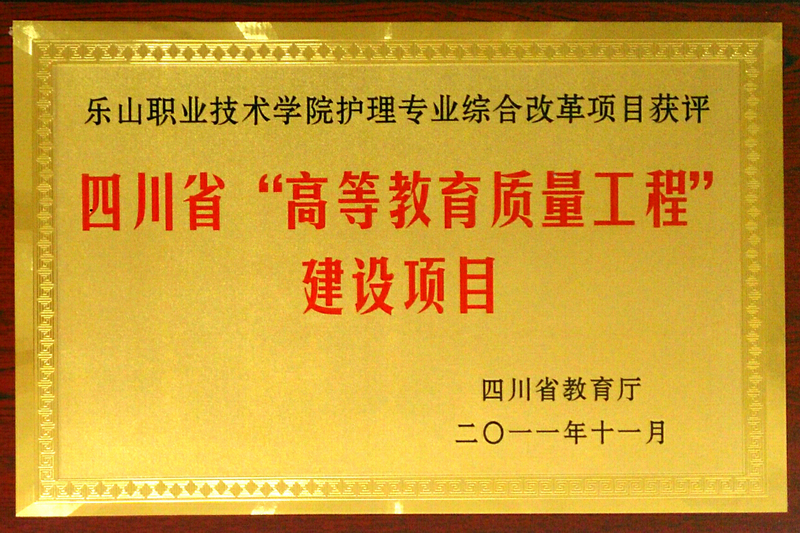 乐山职业技术学院护理专业综合改革项目获评
四川省“高等教育质量工程”
建设项目
四川省教育厅
二〇一一年十一月